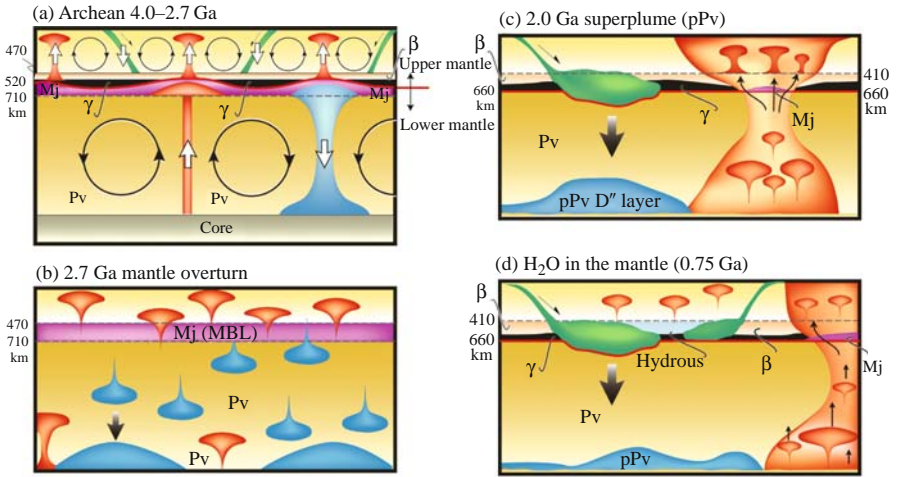 (a) Archean 4.0–2.7 Ga
470
520
710
km
Mj
γ
Mj
β
Upper mantle
Lower mantle
Pv
Pv
Core
(b) 2.7 Ga mantle overturn
470
710
km
Mj (MBL)
Pv
Pv
(c) 2.0 Ga superplume (pPv)
β
660
km
410
660
km
γ
Mj
Pv
pPv D″ layer
(d) H₂O in the mantle (0.75 Ga)
β
410
660
km
γ
Hydrous
β
Mj
Pv
pPv